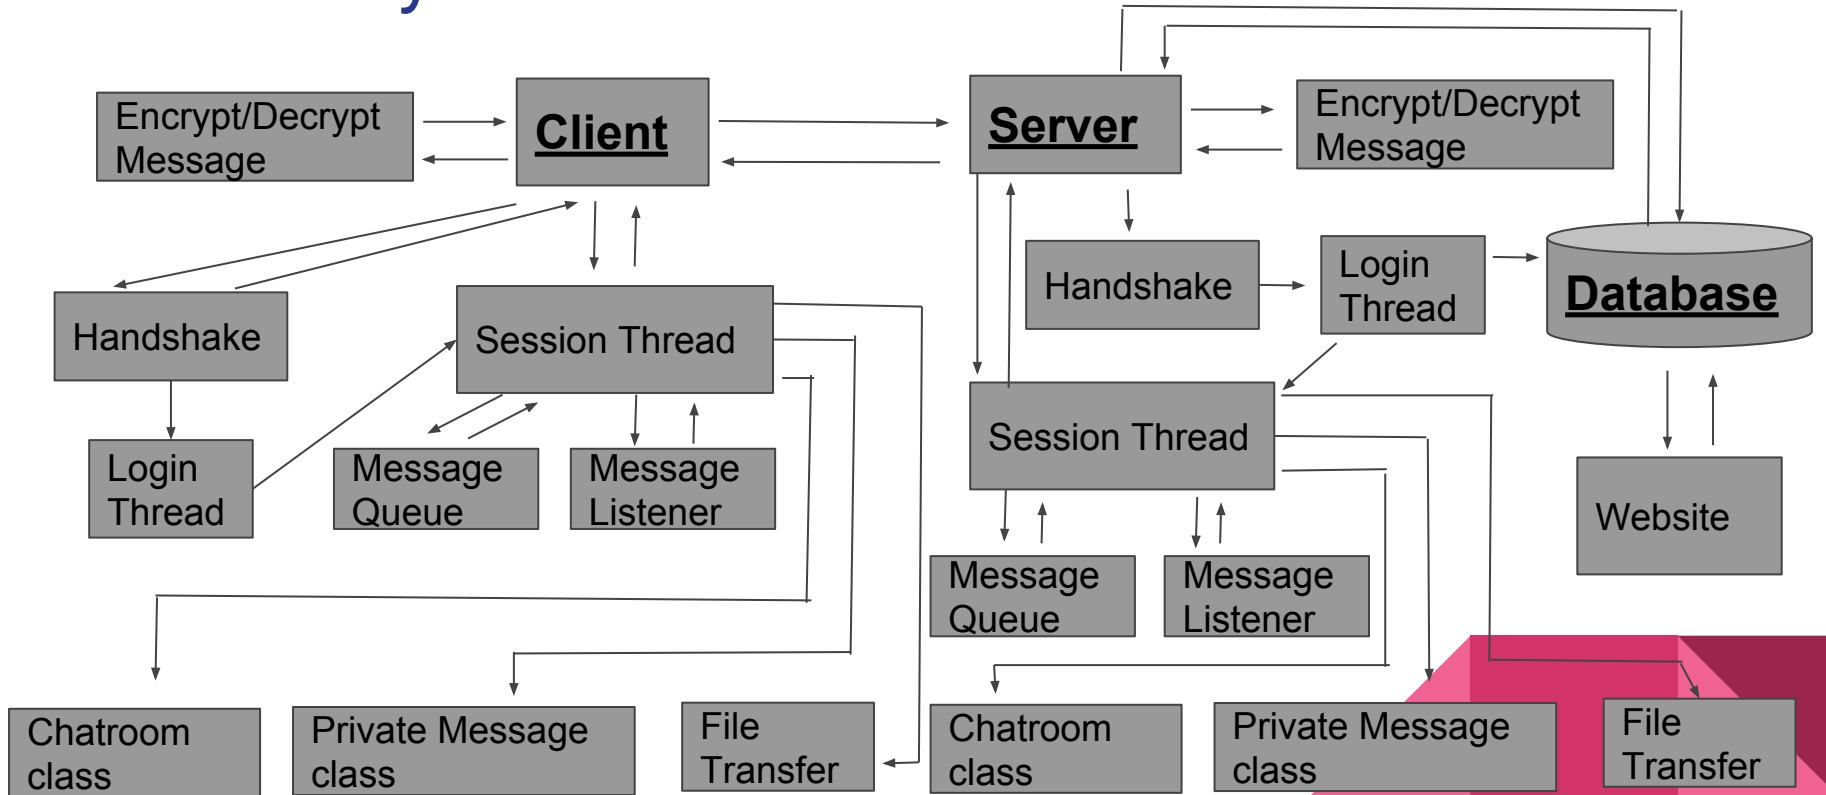 Encrypt/Decrypt
Message
Client
Server
Encrypt/Decrypt
Message
Handshake
Session Thread
Handshake
Login
Thread
Database
Login
Thread
Message
Queue
Message
Listener
Session Thread
Website
Message
Queue
Message
Listener
Chatroom
class
Private Message
class
File
Transfer
Chatroom
class
Private Message
class
File
Transfer